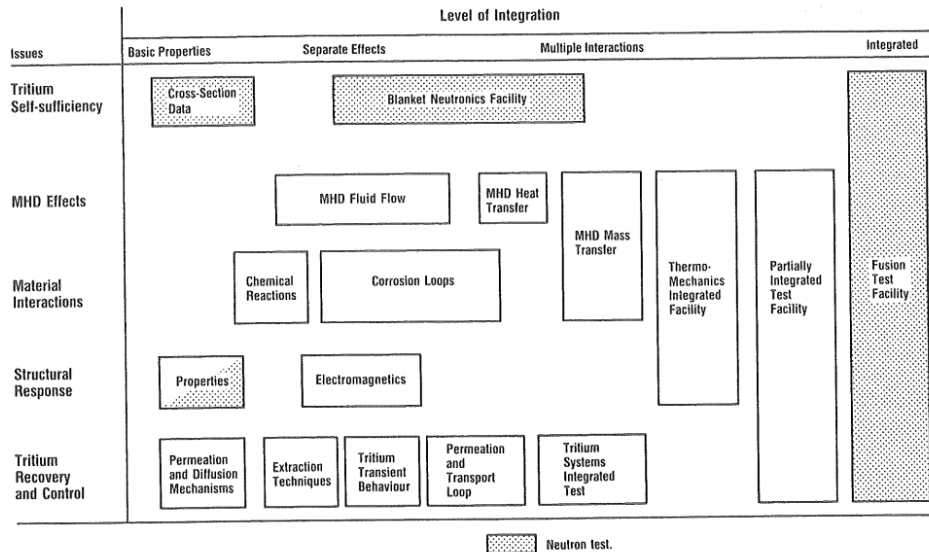 Level of Integration
Issues
Basic Properties
Separate Effects
Multiple Interactions
Integrated
Tritium
Self-sufficiency
Cross-Section
Data
Blanket Neutronics Facility
MHD Effects
MHD Fluid Flow
MHD Heat
Transfer
MHD Mass
Transfer
Thermo-
Mechanics
Integrated
Facility
Partially
Integrated
Test
Facility
Fusion
Test
Facility
Material
Interactions
Chemical
Reactions
Corrosion Loops
Structural
Response
Properties
Electromagnetics
Tritium
Recovery
and Control
Permeation
and Diffusion
Mechanisms
Extraction
Techniques
Tritium
Transient
Behaviour
Permeation
and
Transport
Loop
Tritium
Systems
Integrated
Test
Neutron test.